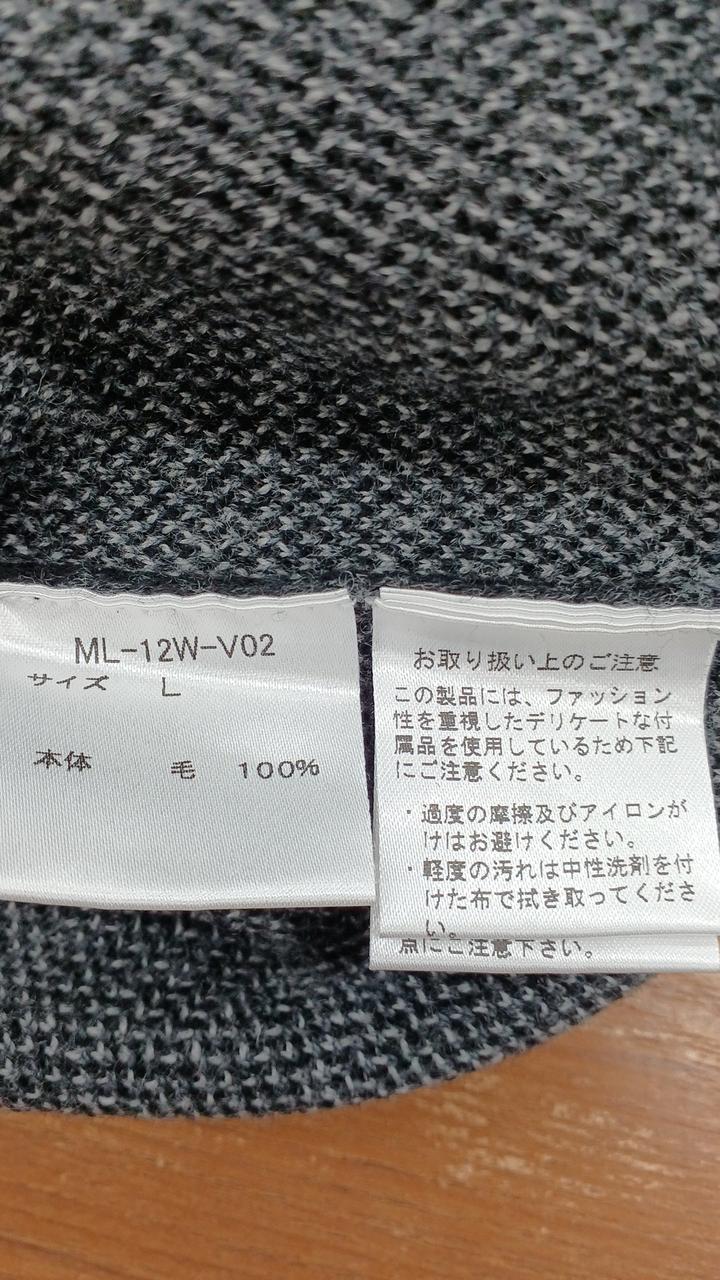 ML-12W-V02
サイズ L
本体 毛 100%
お取り扱い上のご注意
この製品には、ファッション
性を重視したデリケートな付
属品を使用しているため下記
にご注意ください。
・過度の摩擦及びアイロンが
けはお避けください。
・軽度の汚れは中性洗剤を付
けた布で拭き取ってくださ
い。
点にご注意下さい。